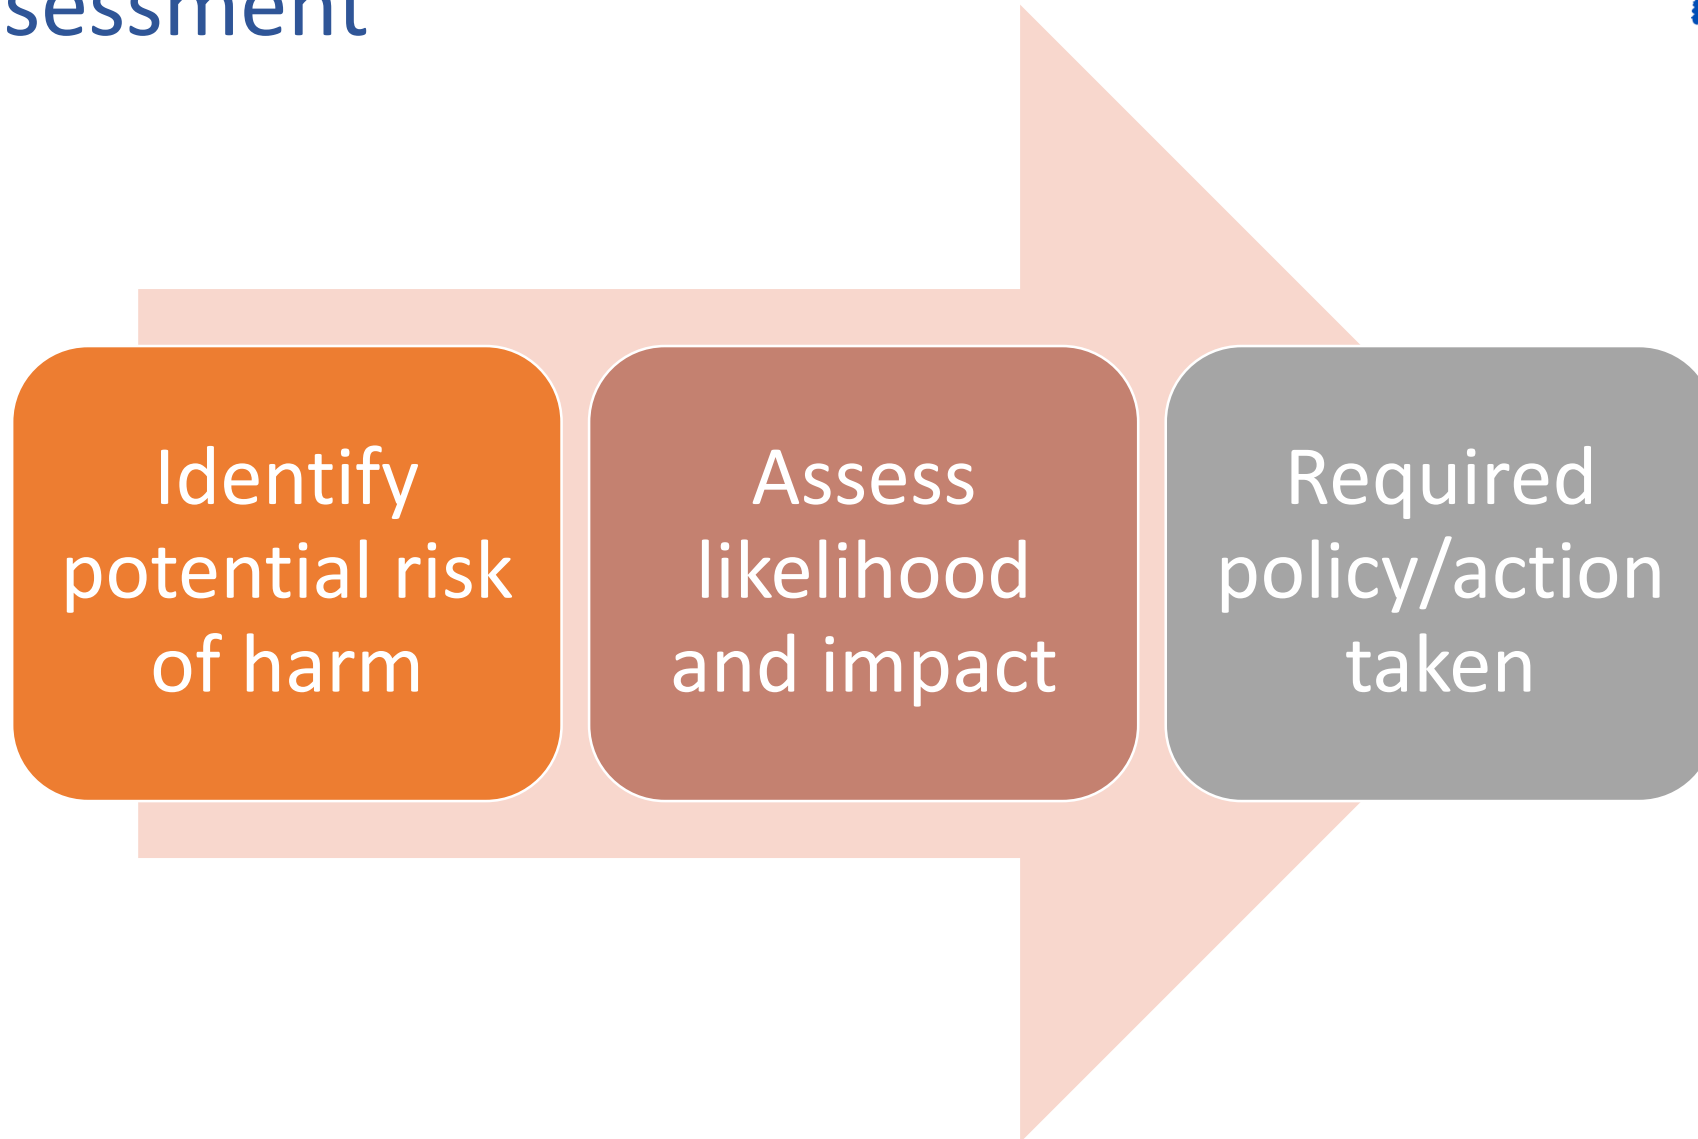 sessment
Identify
potential risk
of harm
Assess
likelihood
and impact
Required
policy/action
taken